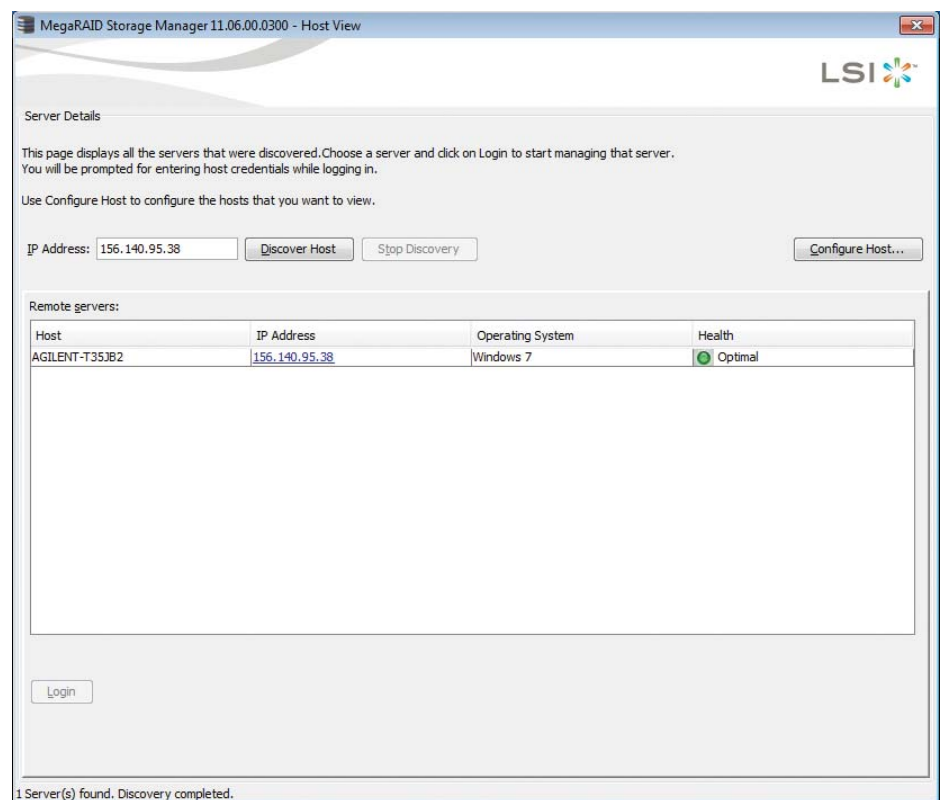 MegaRAID Storage Manager 11.06.00.0300 - Host View
LSI™
Server Details
This page displays all the servers that were discovered.Choose a server and click on Login to start managing that server.
You will be prompted for entering host credentials while logging in.
Use Configure Host to configure the hosts that you want to view.
IP Address: 156.140.95.38 Discover Host Stop Discovery Configure Host...
Remote servers:
Host IP Address Operating System Health
AGILENT-T35JB2 156.140.95.38 Windows 7 Optimal
Login
1 Server(s) found. Discovery completed.